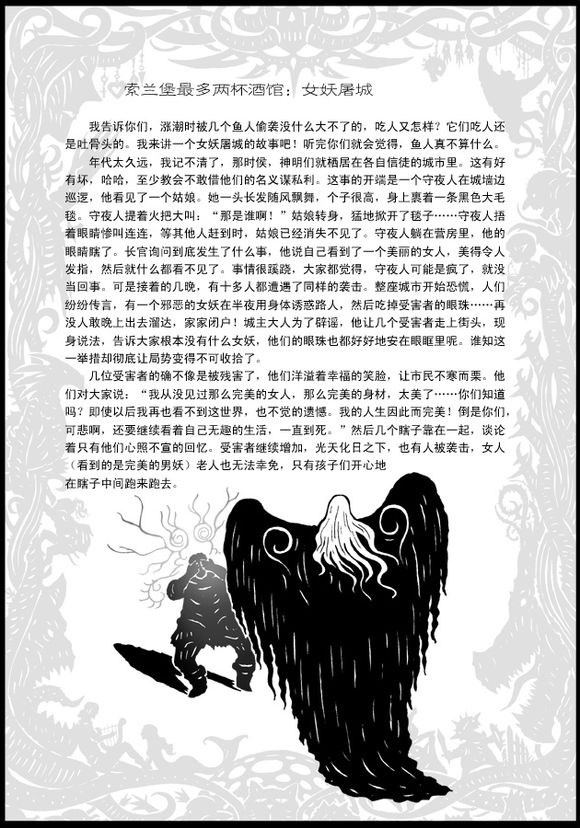 索兰堡最多两杯酒馆：女妖屠城
我告诉你们，涨潮时被几个鱼人偷袭没什么大不了的，吃人又怎样？它们吃人还
是吐骨头的。我来讲一个女妖屠城的故事吧！听完你们就会觉得，鱼人真不算什么。
年代太久远，我记不清了，那时侯，神明们就栖居在各自信徒的城市里。这有好
有坏，哈哈，至少教会不敢借他们的名义谋私利。这事的开端是一个守夜人在城墙边
巡逻，他看见了一个姑娘。她一头长发随风飘舞，个子很高，身上裹着一条黑色大毛
毯。守夜人提着火把大叫：“那是谁啊！”姑娘转身，猛地掀开了毯子……守夜人捂
着眼睛惨叫连连，等其他人赶到时，姑娘已经消失不见了。守夜人躺在营房里，他的
眼睛瞎了。长官询问到底发生了什么事，他说自己看到了一个美丽的女人，美得令人
发指，然后就什么都看不见了。事情很蹊跷，大家都觉得，守夜人可能是疯了，就没
当回事。可是接着的几晚，有十多人都遭遇了同样的袭击。整座城市开始恐慌，人们
纷纷传言，有一个邪恶的女妖在半夜用身体诱惑路人，然后吃掉受害者的眼珠……再
没人敢晚上出去溜达，家家闭户！城主大人为了辟谣，他让几个受害者走上街头，现
身说法，告诉大家根本没有什么女妖，他们的眼珠也都好好地安在眼眶里呢。谁知这
一举措却彻底让局势变得不可收拾了。
几位受害者的确不像是被残害了，他们洋溢着幸福的笑脸，让市民不寒而栗。他
们对大家说：“我从没见过那么完美的女人，那么完美的身材，太美了……你们知道
吗？即使以后我再也看不到这世界，也不觉的遗憾。我的人生因此而完美！倒是你们，
可悲啊，还要继续看着自己无趣的生活，一直到死。”然后几个瞎子靠在一起，谈论
着只有他们心照不宣的回忆。受害者继续增加，光天化日之下，也有人被袭击，女人
（看到的是完美的男妖）老人也无法幸免，只有孩子们开心地
在瞎子中间跑来跑去。